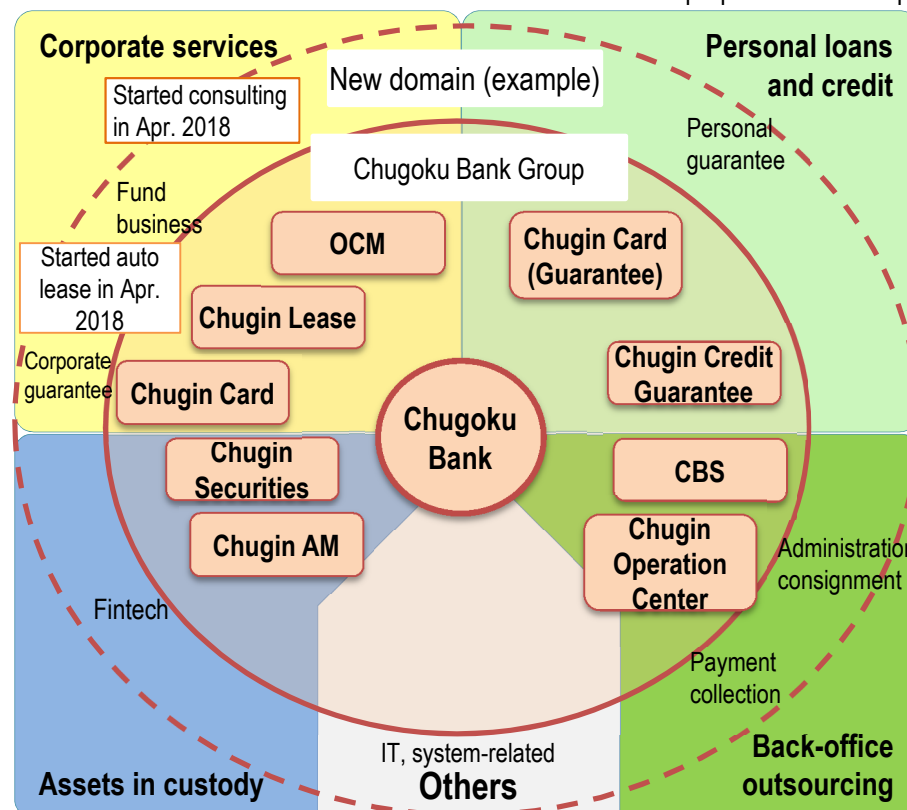 Corporate services
Personal loans
and credit
New domain (example)
Started consulting
in Apr. 2018
Personal
guarantee
Chugoku Bank Group
Fund
business
OCM
Chugin Card
(Guarantee)
Started auto
lease in Apr.
2018
Chugin Lease
Corporate
guarantee
Chugin Card
Chugin Credit
Guarantee
Chugoku
Bank
Chugin
Securities
CBS
Chugin AM
Chugin
Operation
Center
Administration
consignment
Fintech
Payment
collection
IT, system-related
Assets in custody
Others
Back-office
outsourcing